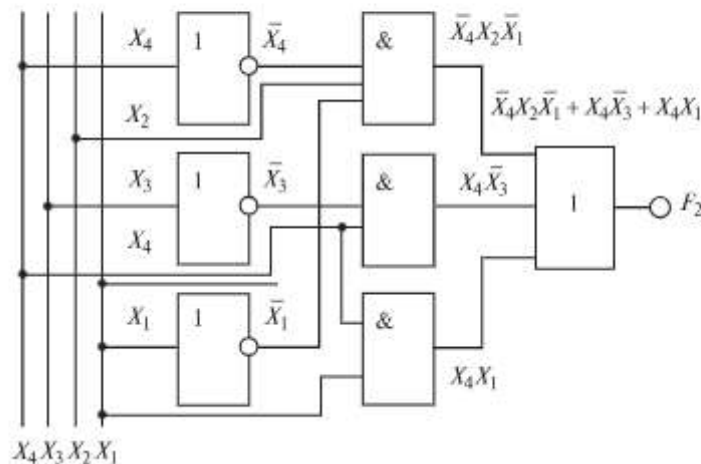 X₄ 1 X̄₄ & X̄₄X₂X̄₁
X̄₄X₂X̄₁ + X₄X̄₃ + X₄X₁
X₂
X₃ 1 X̄₃ & X₄X̄₃ 1 F₂
X₄
X₁ 1 X̄₁ &
X₄X₁
X₄ X₃ X₂ X₁